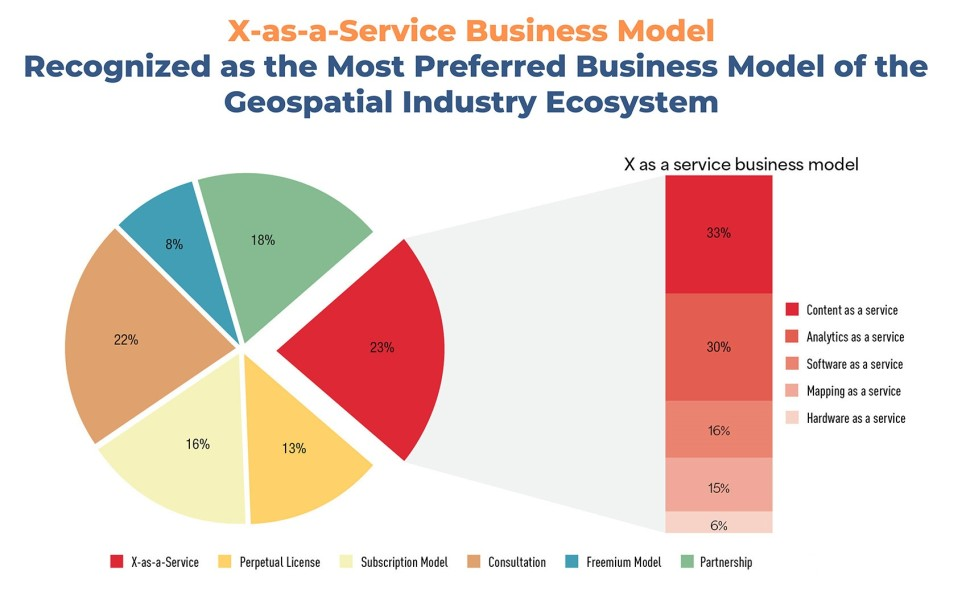 X-as-a-Service Business Model
Recognized as the Most Preferred Business Model of the
Geospatial Industry Ecosystem
X as a service business model
18%
8%
22%
23%
16%
13%
33%
30%
16%
15%
6%
Content as a service
Analytics as a service
Software as a service
Mapping as a service
Hardware as a service
X-as-a-Service
Perpetual License
Subscription Model
Consultation
Freemium Model
Partnership